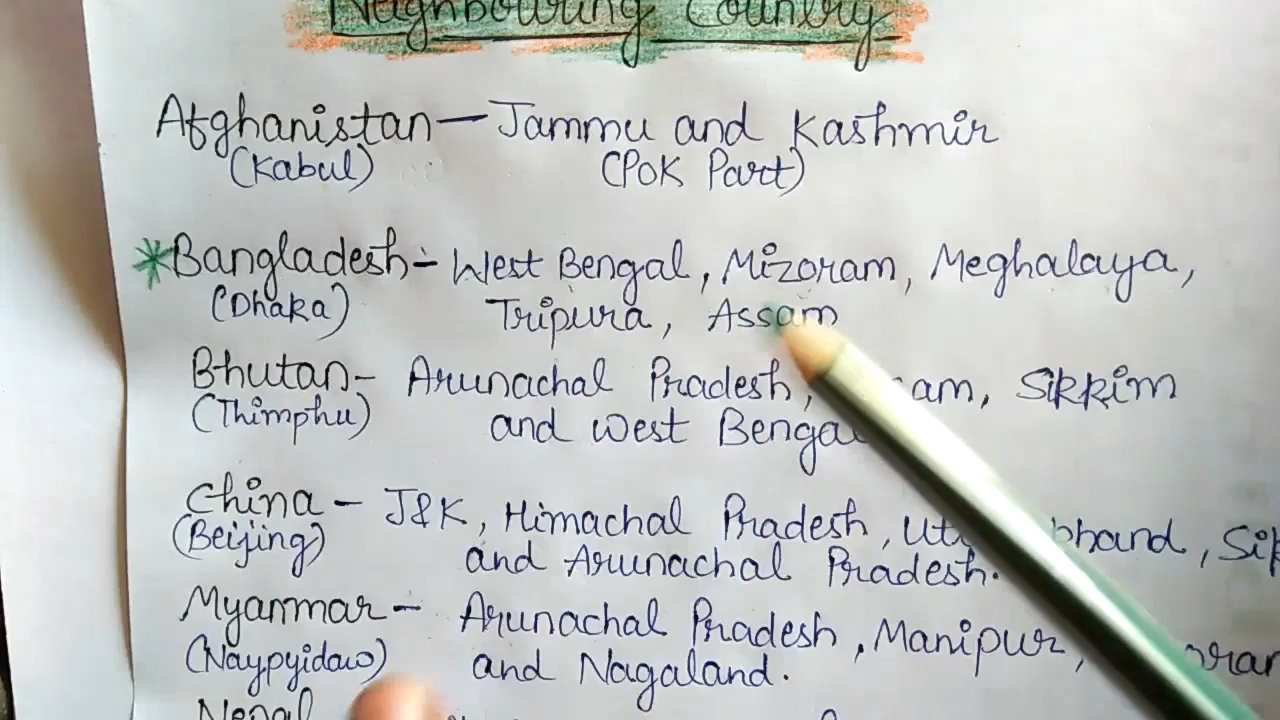 Neighbouring Country
Afghanistan - Jammu and Kashmir
(Kabul) (POK Part)
*Bangladesh - West Bengal, Mizoram, Meghalaya,
(Dhaka) Tripura, Assam
Bhutan - Arunachal Pradesh, Sikkim
(Thimphu) and West Bengal
China - J&K, Himachal Pradesh,
(Beijing) and Arunachal Pradesh.
Myanmar - Arunachal Pradesh, Manipur,
(Naypyidaw) and Nagaland.
Nepal